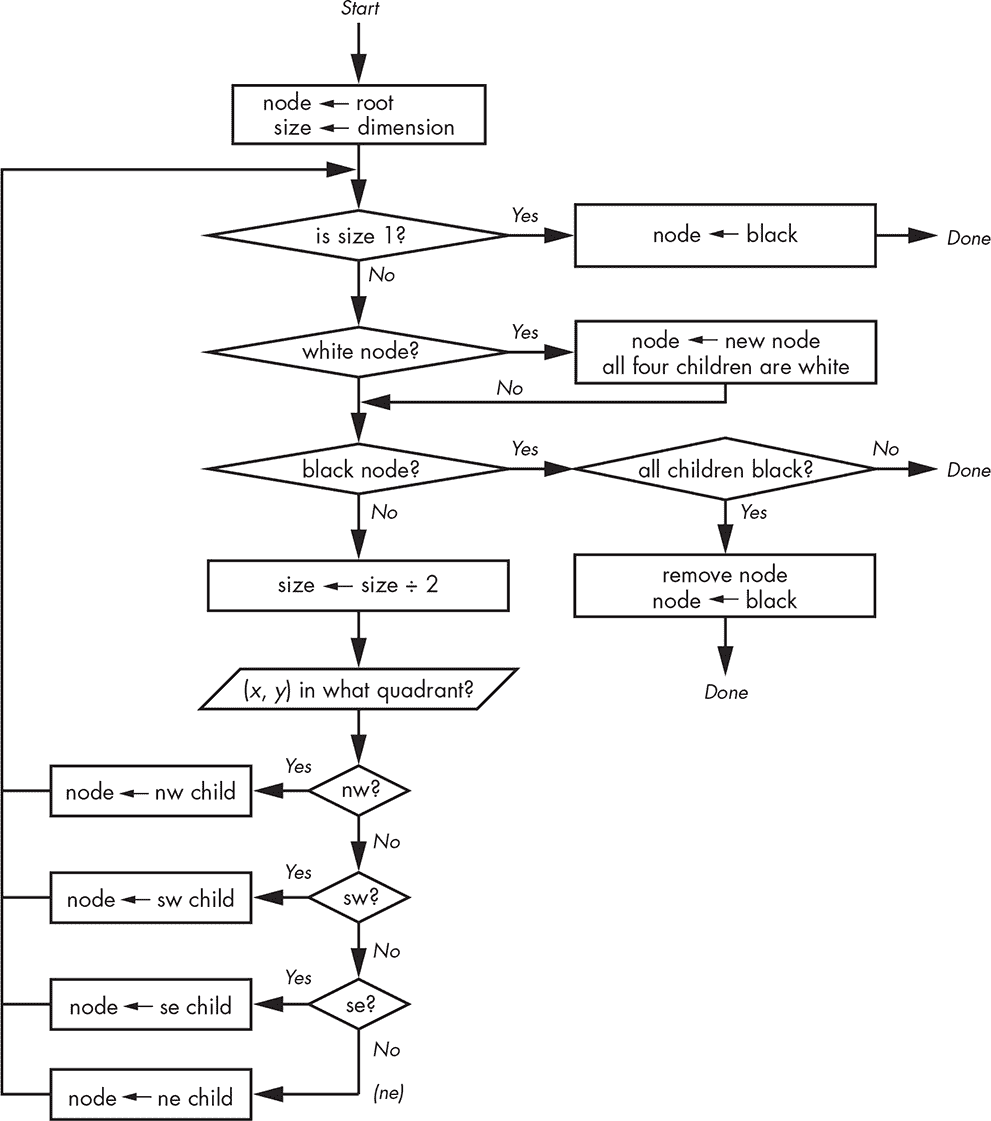 Start
node ← root
size ← dimension
is size 1?
Yes
node ← black
Done
No
white node?
Yes
node ← new node
all four children are white
No
black node?
Yes
all children black?
No
Done
No
Yes
size ← size ÷ 2
remove node
node ← black
Done
(x, y) in what quadrant?
nw?
Yes
node ← nw child
No
sw?
Yes
node ← sw child
No
se?
Yes
node ← se child
No
(ne)
node ← ne child